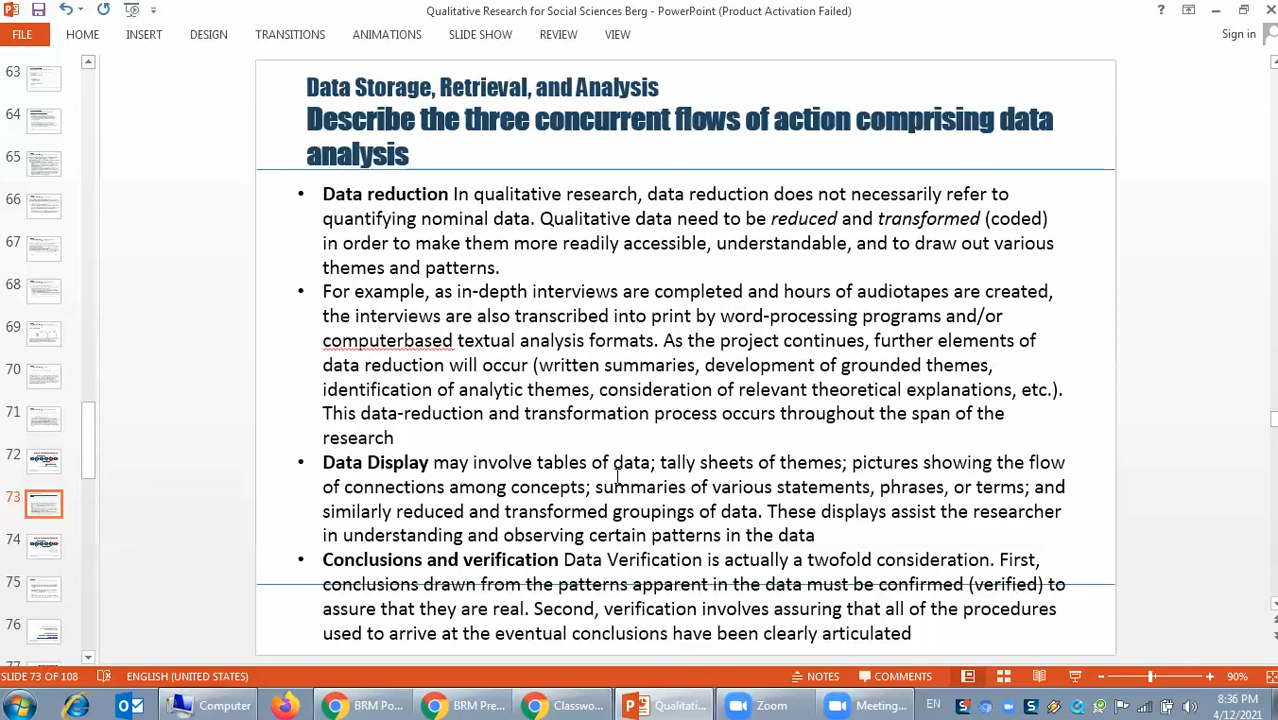 Qualitative Research for Social Sciences Berg - PowerPoint (Product Activation Failed)
FILE HOME INSERT DESIGN TRANSITIONS ANIMATIONS SLIDE SHOW REVIEW VIEW Sign in
63
64
65
66
67
68
69
70
71
72
73
74
75
76
77
Data Storage, Retrieval, and Analysis
Describe the three concurrent flows of action comprising data
analysis
• Data reduction In qualitative research, data reduction does not necessarily refer to
quantifying nominal data. Qualitative data need to be reduced and transformed (coded)
in order to make them more readily accessible, understandable, and to draw out various
themes and patterns.
For example, as in-depth interviews are completed and hours of audiotapes are created,
the interviews are also transcribed into print by word-processing programs and/or
computerbased textual analysis formats. As the project continues, further elements of
data reduction will occur (written summaries, development of grounded themes,
identification of analytic themes, consideration of relevant theoretical explanations, etc.).
This data-reduction and transformation process occurs throughout the span of the
research
• Data Display may involve tables of data; tally sheets of themes; pictures showing the flow
of connections among concepts; summaries of various statements, phrases, or terms; and
similarly reduced and transformed groupings of data. These displays assist the researcher
in understanding and observing certain patterns in the data
• Conclusions and verification Data Verification is actually a twofold consideration. First,
conclusions drawn from the patterns apparent in the data must be confirmed (verified) to
assure that they are real. Second, verification involves assuring that all of the procedures
used to arrive at the eventual conclusions have been clearly articulated
SLIDE 73 OF 108 ENGLISH (UNITED STATES) NOTES COMMENTS 90%
Computer BRM Po... BRM Pre... Classwo... Qualitati... Zoom Meeting... EN 8:36 PM
4/12/2021